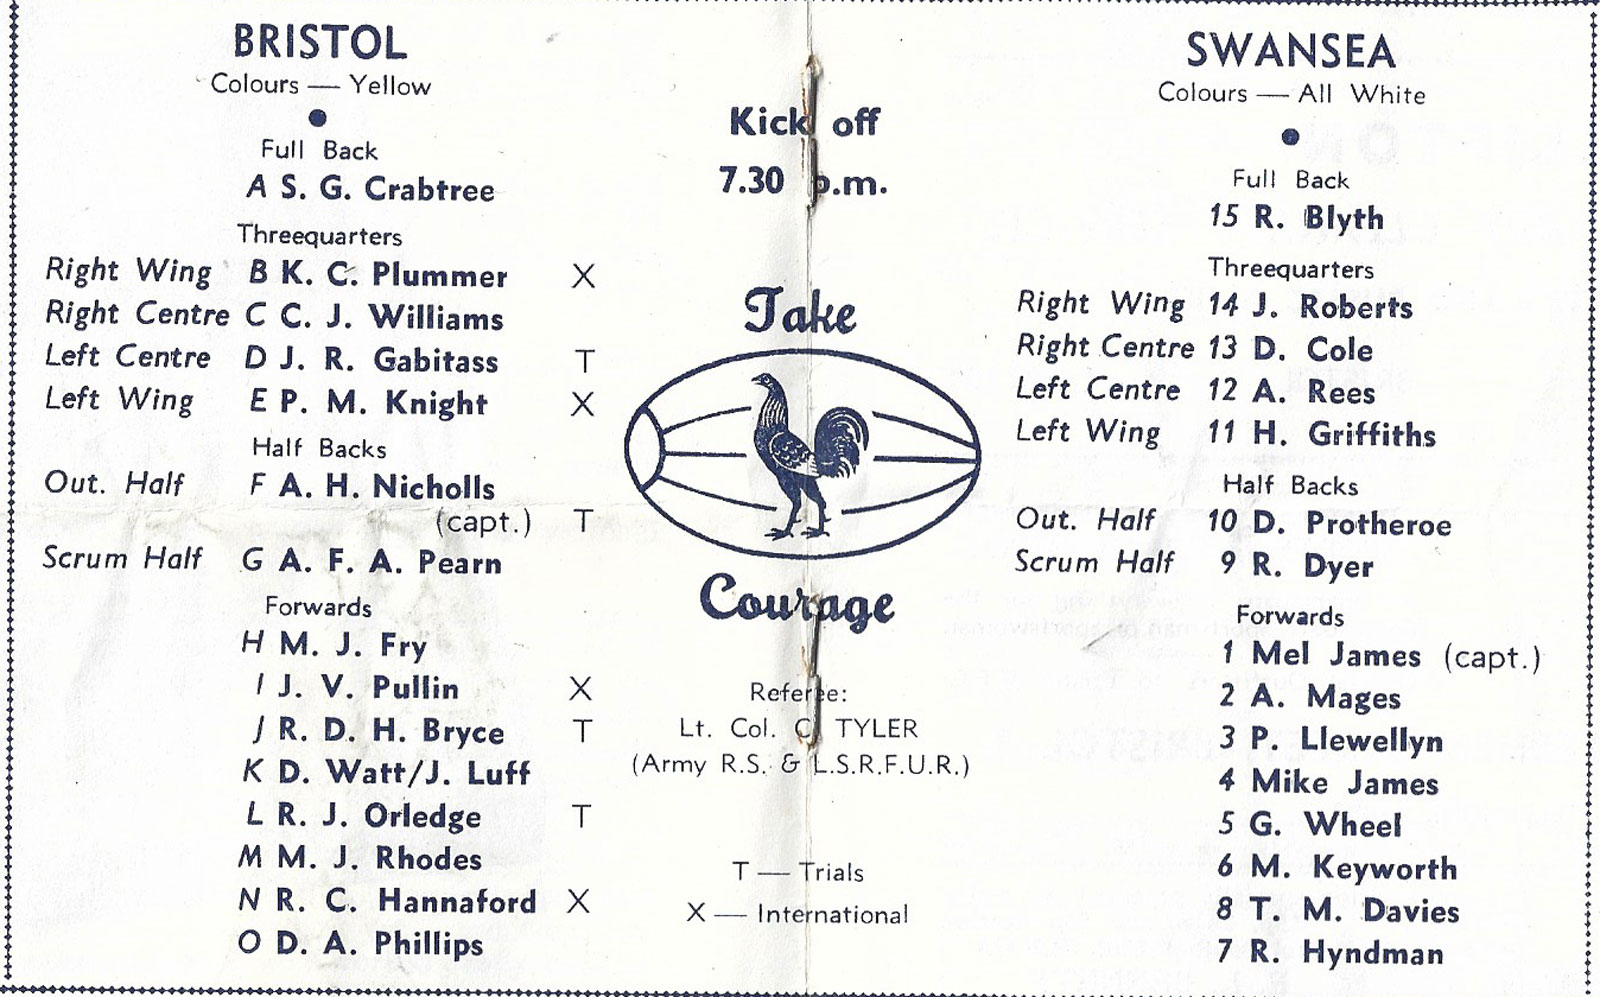 BRISTOL
Colours — Yellow
Full Back
A S. G. Crabtree
Threequarters
Right Wing B K. C. Plummer X
Right Centre C C. J. Williams
Left Centre D J. R. Gabitass T
Left Wing E P. M. Knight X
Half Backs
Out. Half F A. H. Nicholls
(capt.) T
Scrum Half G A. F. A. Pearn
Forwards
H M. J. Fry
I J. V. Pullin X
J R. D. H. Bryce T
K D. Watt/J. Luff
L R. J. Orledge T
M M. J. Rhodes
N R. C. Hannaford X
O D. A. Phillips
Kick off
7.30 p.m.
Take
Courage
Referee:
Lt. Col. C. TYLER
(Army R.S. & L.S.R.F.U.R.)
T — Trials
X — International
SWANSEA
Colours — All White
Full Back
15 R. Blyth
Threequarters
Right Wing 14 J. Roberts
Right Centre 13 D. Cole
Left Centre 12 A. Rees
Left Wing 11 H. Griffiths
Half Backs
Out. Half 10 D. Protheroe
Scrum Half 9 R. Dyer
Forwards
1 Mel James (capt.)
2 A. Mages
3 P. Llewellyn
4 Mike James
5 G. Wheel
6 M. Keyworth
8 T. M. Davies
7 R. Hyndman